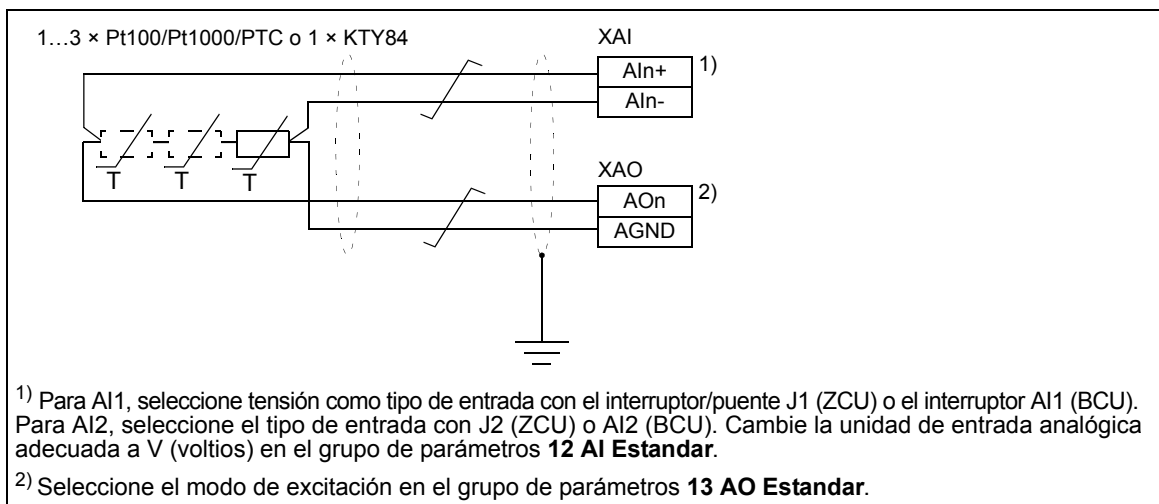 1…3 × Pt100/Pt1000/PTC o 1 × KTY84
XAI
AIn+ 1)
AIn-
T T T
XAO
AOn 2)
AGND
1) Para AI1, seleccione tensión como tipo de entrada con el interruptor/puente J1 (ZCU) o el interruptor AI1 (BCU).
Para AI2, seleccione el tipo de entrada con J2 (ZCU) o AI2 (BCU). Cambie la unidad de entrada analógica
adecuada a V (voltios) en el grupo de parámetros 12 AI Estandar.
2) Seleccione el modo de excitación en el grupo de parámetros 13 AO Estandar.